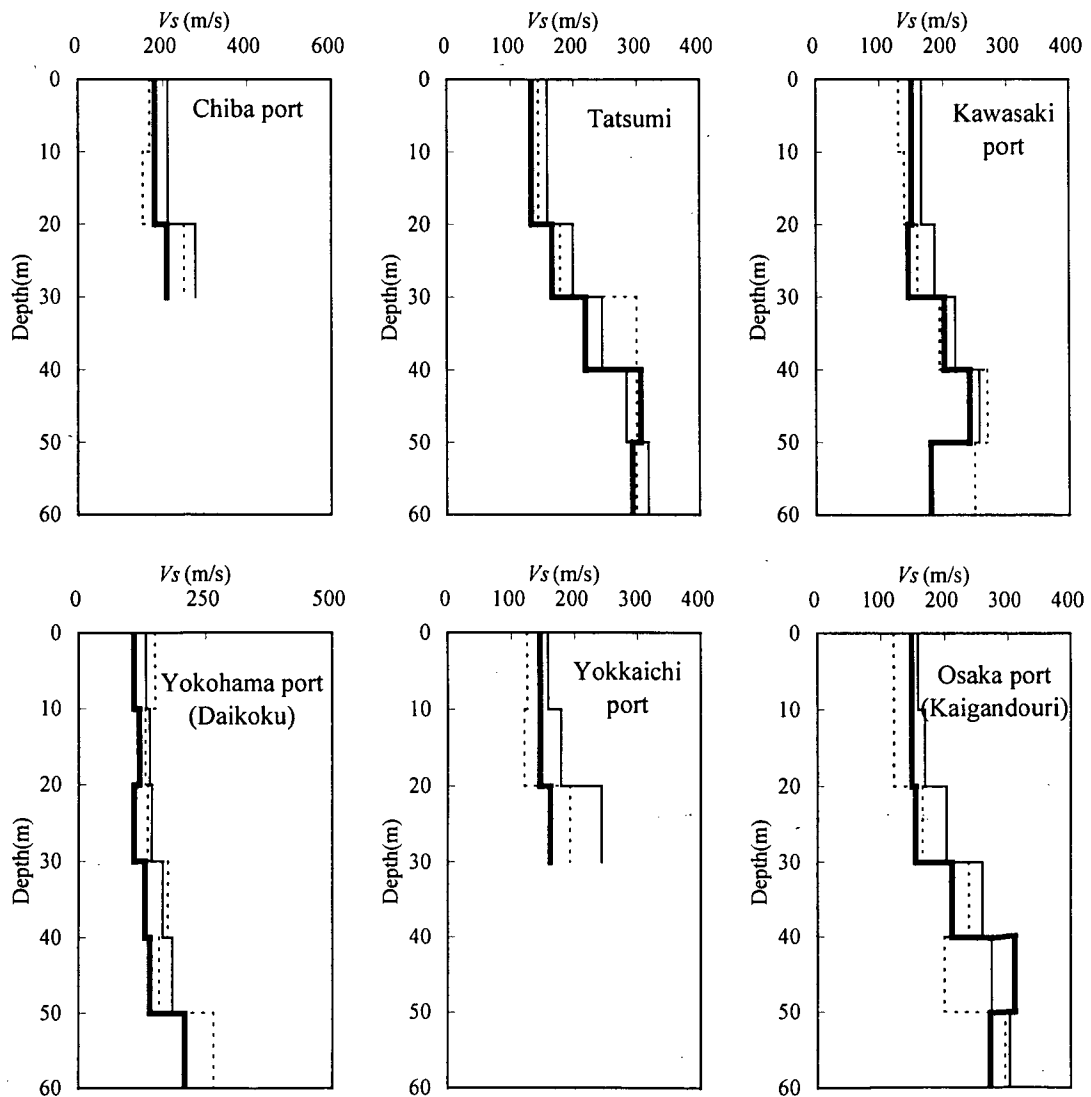 Vs (m/s)
0 200 400 600
0
10
20
30
40
50
60
Depth(m)
Chiba port
Vs (m/s)
0 100 200 300 400
0
10
20
30
40
50
60
Depth(m)
Tatsumi
Vs (m/s)
0 100 200 300 400
0
10
20
30
40
50
60
Depth(m)
Kawasaki
port
Vs (m/s)
0 250 500
0
10
20
30
40
50
60
Depth(m)
Yokohama port
(Daikoku)
Vs (m/s)
0 100 200 300 400
0
10
20
30
40
50
60
Depth(m)
Yokkaichi
port
Vs (m/s)
0 100 200 300 400
0
10
20
30
40
50
60
Depth(m)
Osaka port
(Kaigandouri)